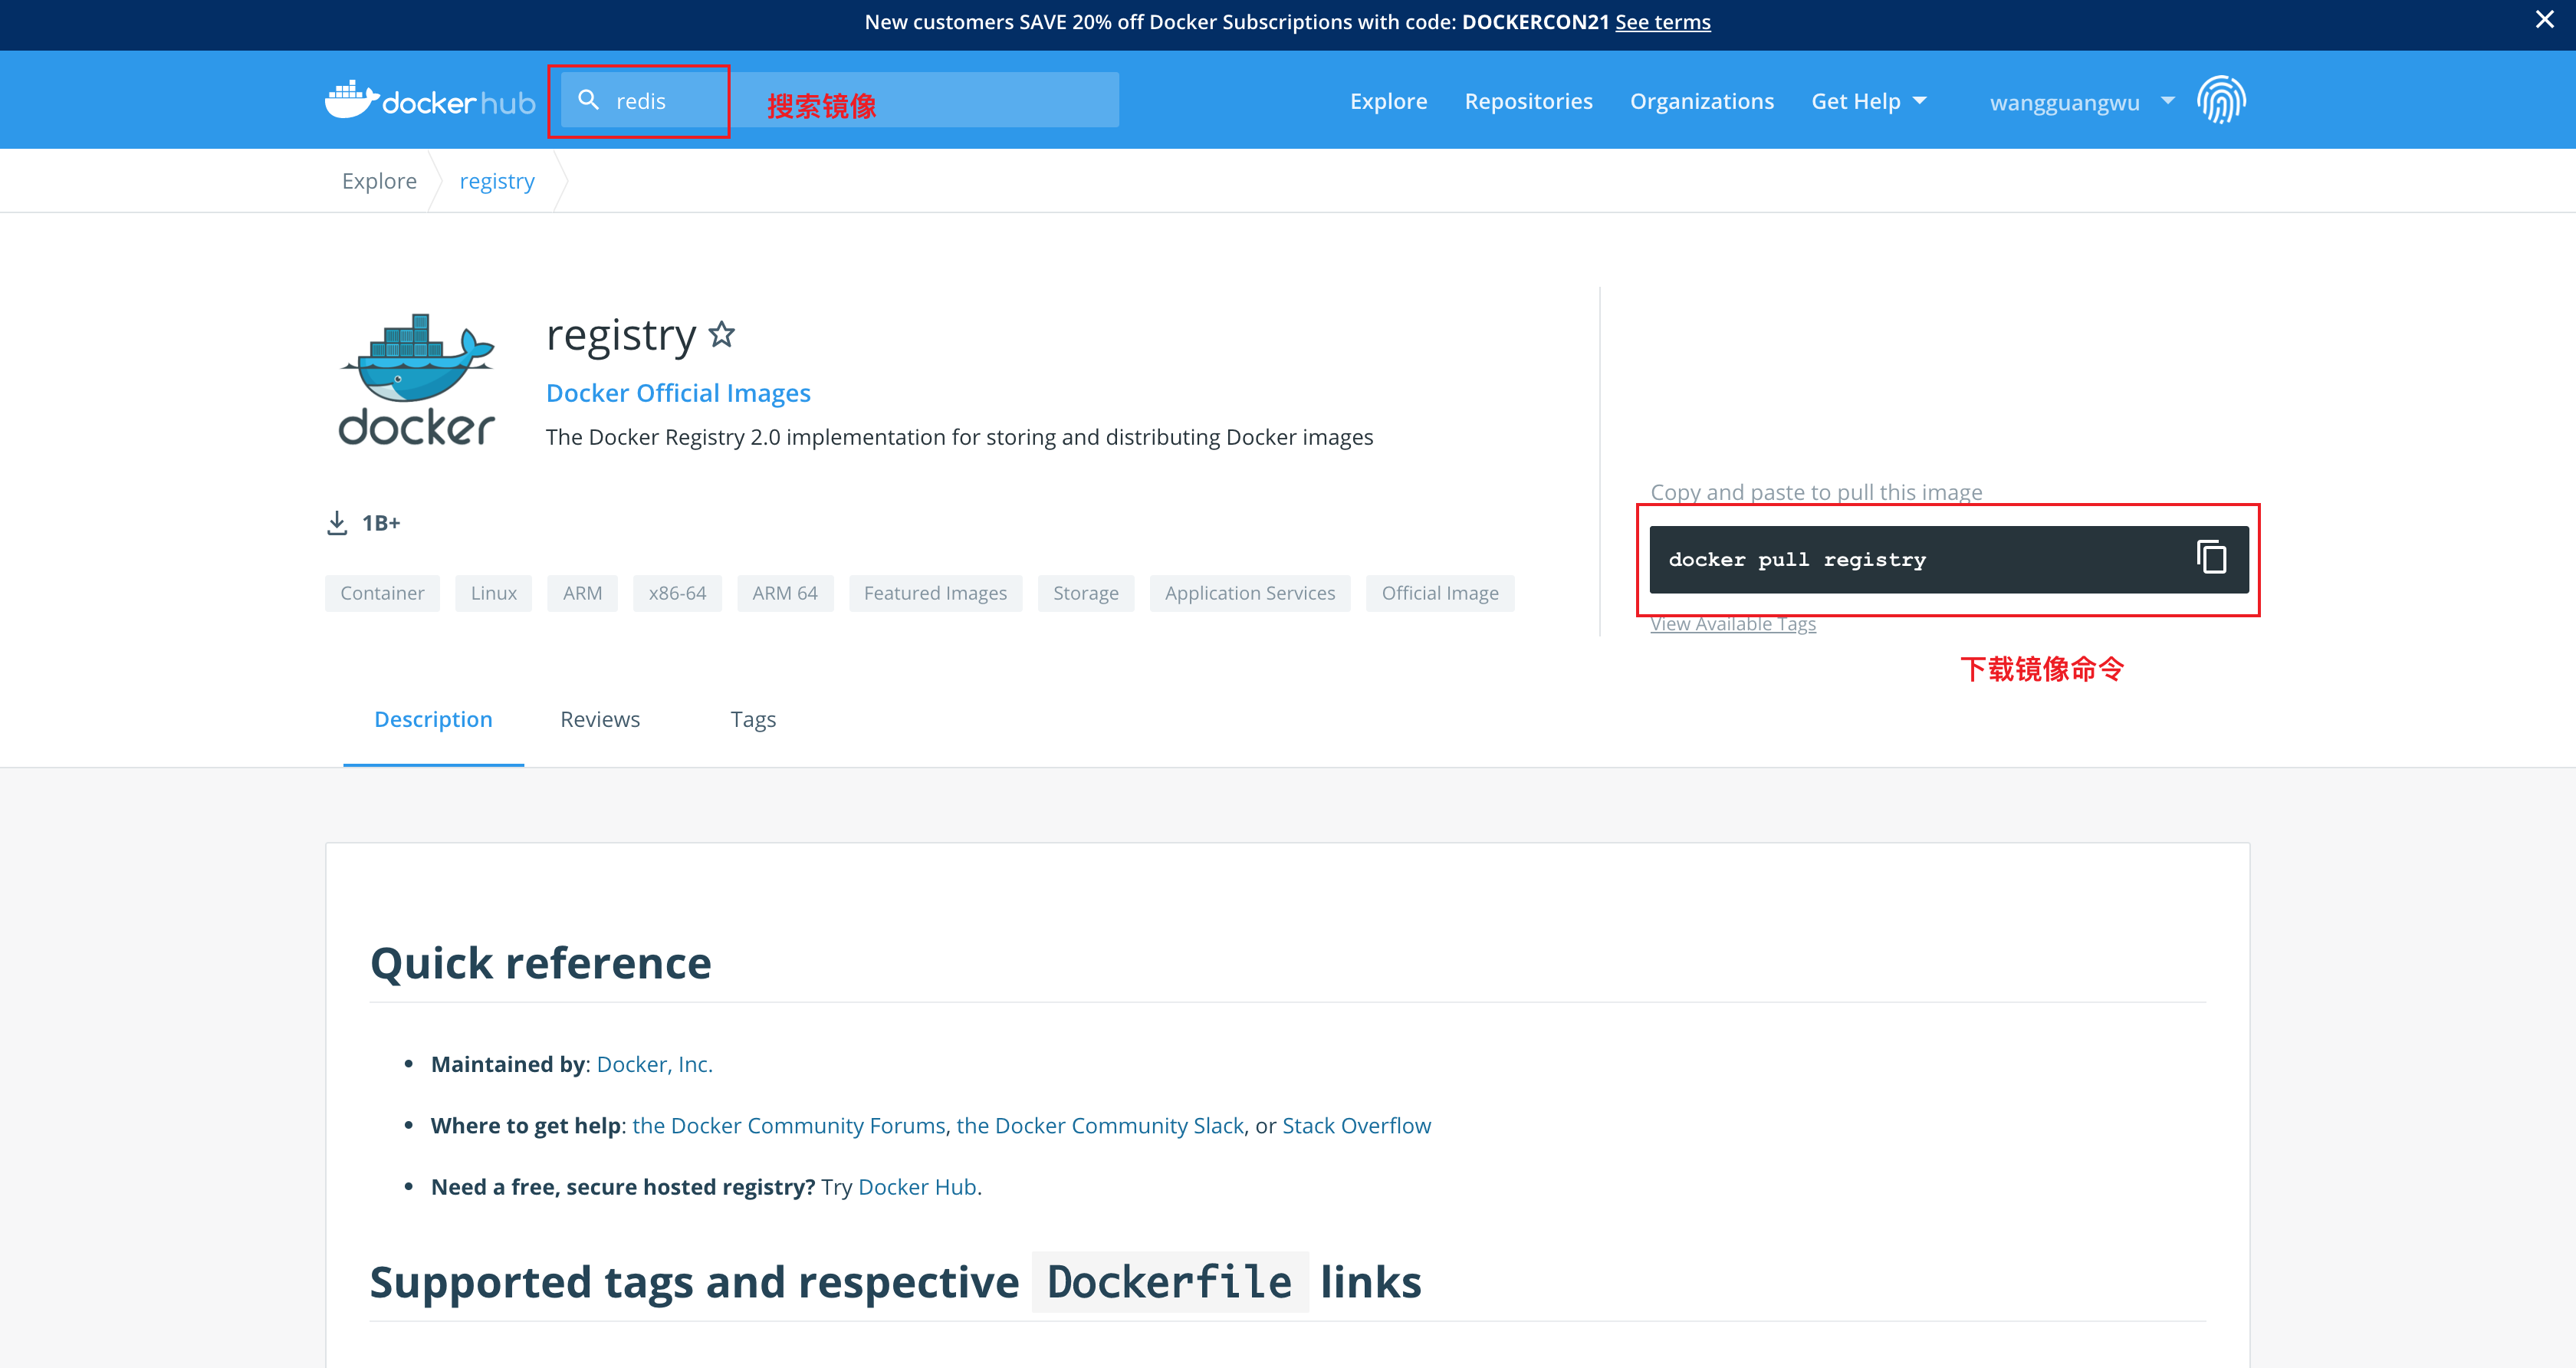 New customers SAVE 20% off Docker Subscriptions with code: DOCKERCON21 See terms
docker hub
redis
搜索镜像
Explore
Repositories
Organizations
Get Help
wangguangwu
Explore
registry
docker
registry
Docker Official Images
The Docker Registry 2.0 implementation for storing and distributing Docker images
1B+
Container
Linux
ARM
x86-64
ARM 64
Featured Images
Storage
Application Services
Official Image
Copy and paste to pull this image
docker pull registry
View Available Tags
下载镜像命令
Description
Reviews
Tags
Quick reference
• Maintained by: Docker, Inc.
• Where to get help: the Docker Community Forums, the Docker Community Slack, or Stack Overflow
• Need a free, secure hosted registry? Try Docker Hub.
Supported tags and respective Dockerfile links